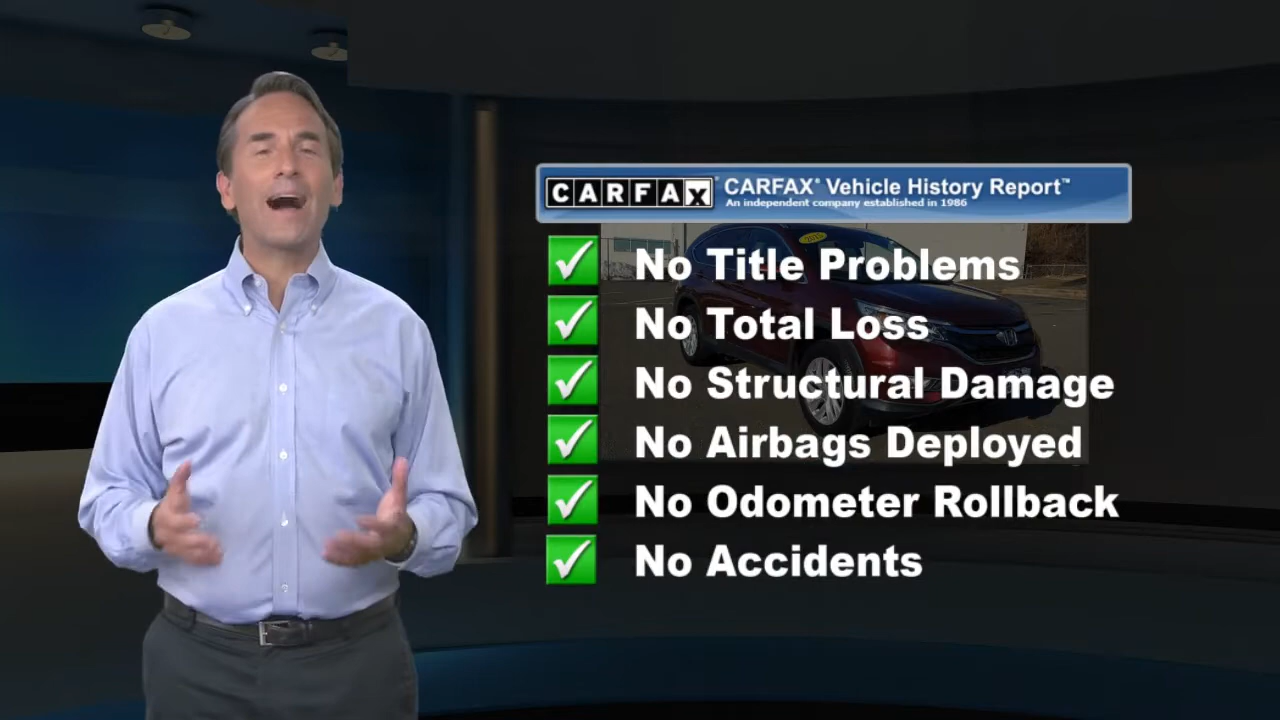 CARFAX
CARFAX® Vehicle History Report™
An independent company established in 1986
No Title Problems
No Total Loss
No Structural Damage
No Airbags Deployed
No Odometer Rollback
No Accidents